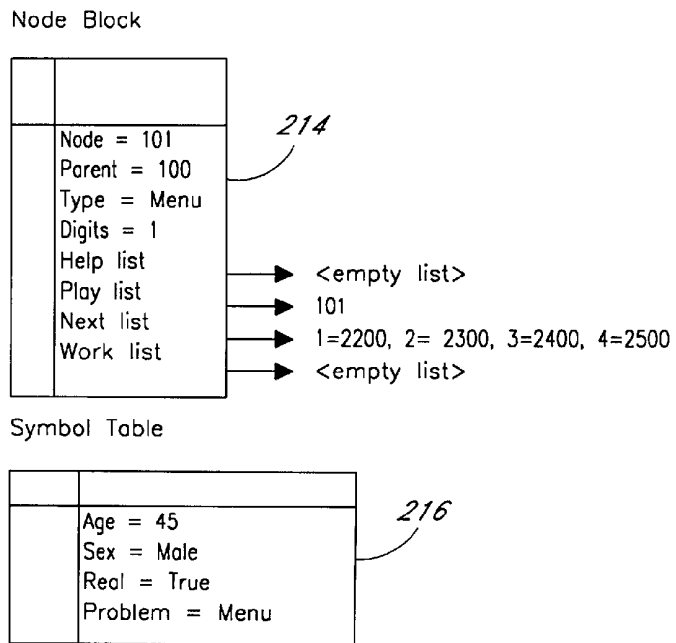 Node Block
214
Node = 101
Parent = 100
Type = Menu
Digits = 1
Help list
<empty list>
Play list
101
Next list
1=2200, 2= 2300, 3=2400, 4=2500
Work list
<empty list>
Symbol Table
216
Age = 45
Sex = Male
Real = True
Problem = Menu